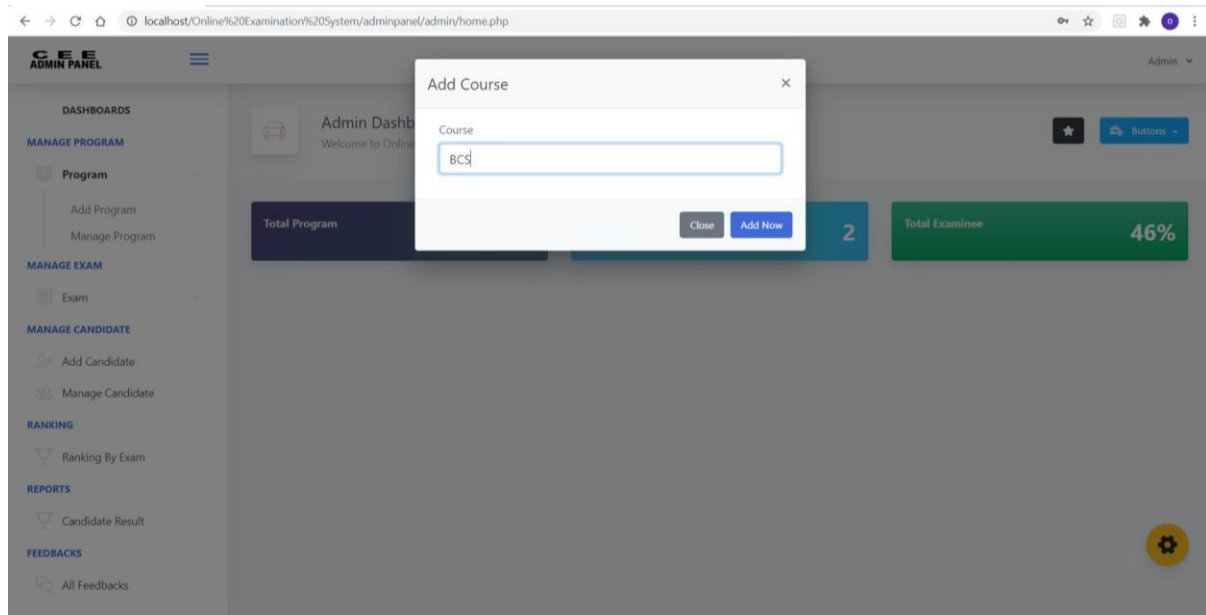 localhost/Online%20Examination%20System/adminpanel/admin/home.php
O
C E E
ADMIN PANEL
Admin
DASHBOARDS
MANAGE PROGRAM
Program
Add Program
Manage Program
MANAGE EXAM
Exam
MANAGE CANDIDATE
Add Candidate
Manage Candidate
RANKING
Ranking By Exam
REPORTS
Candidate Result
FEEDBACKS
All Feedbacks
Admin Dashb
Welcome to Online
Buttons
Total Program
2
Total Examinee
46%
Add Course
×
Course
BCS
Close
Add Now